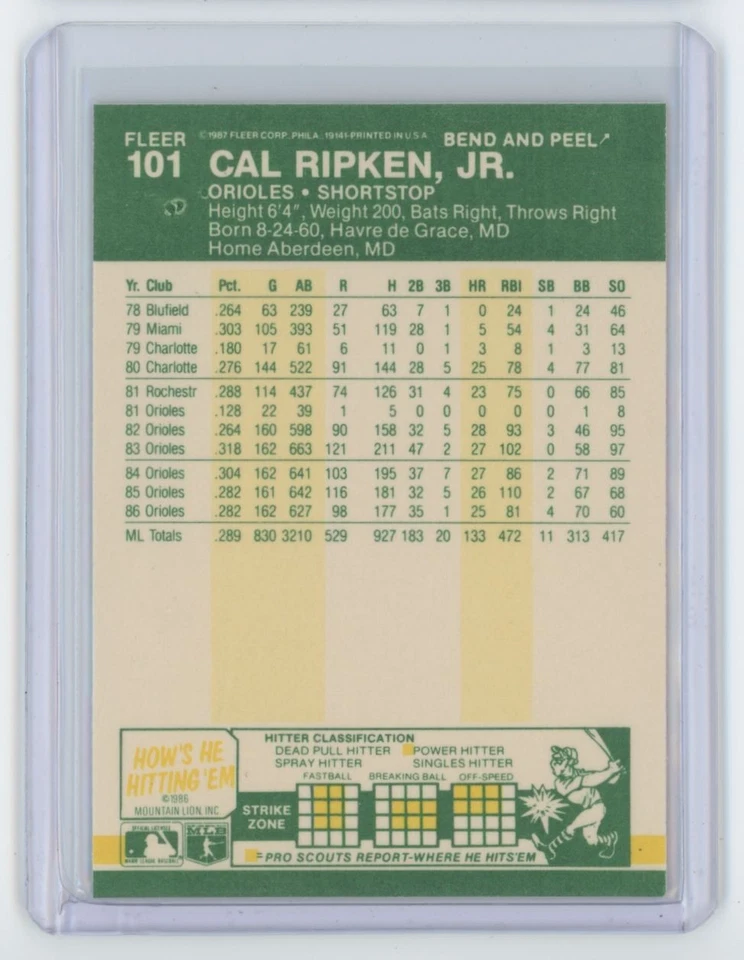 FLEER ©1987 FLEER CORP. PHILA. 19141-PRINTED IN U.S.A. BEND AND PEEL
101 CAL RIPKEN, JR.
ORIOLES • SHORTSTOP
Height 6'4", Weight 200, Bats Right, Throws Right
Born 8-24-60, Havre de Grace, MD
Home Aberdeen, MD
Yr. Club Pct. G AB R H 2B 3B HR RBI SB BB SO
78 Blufield .264 63 239 27 63 7 1 0 24 1 24 46
79 Miami .303 105 393 51 119 28 1 5 54 4 31 64
79 Charlotte .180 17 61 6 11 0 1 3 8 1 3 13
80 Charlotte .276 144 522 91 144 28 5 25 78 4 77 81
81 Rochestr .288 114 437 74 126 31 4 23 75 0 66 85
81 Orioles .128 22 39 1 5 0 0 0 0 0 1 8
82 Orioles .264 160 598 90 158 32 5 28 93 3 46 95
83 Orioles .318 162 663 121 211 47 2 27 102 0 58 97
84 Orioles .304 162 641 103 195 37 7 27 86 2 71 89
85 Orioles .282 161 642 116 181 32 5 26 110 2 67 68
86 Orioles .282 162 627 98 177 35 1 25 81 4 70 60
ML Totals .289 830 3210 529 927 183 20 133 472 11 313 417
HOW'S HE
HITTING 'EM
©1986
MOUNTAIN LION, INC
HITTER CLASSIFICATION
DEAD PULL HITTER POWER HITTER
SPRAY HITTER SINGLES HITTER
FASTBALL BREAKING BALL OFF-SPEED
STRIKE
ZONE
= PRO SCOUTS REPORT-WHERE HE HITS 'EM
MLB